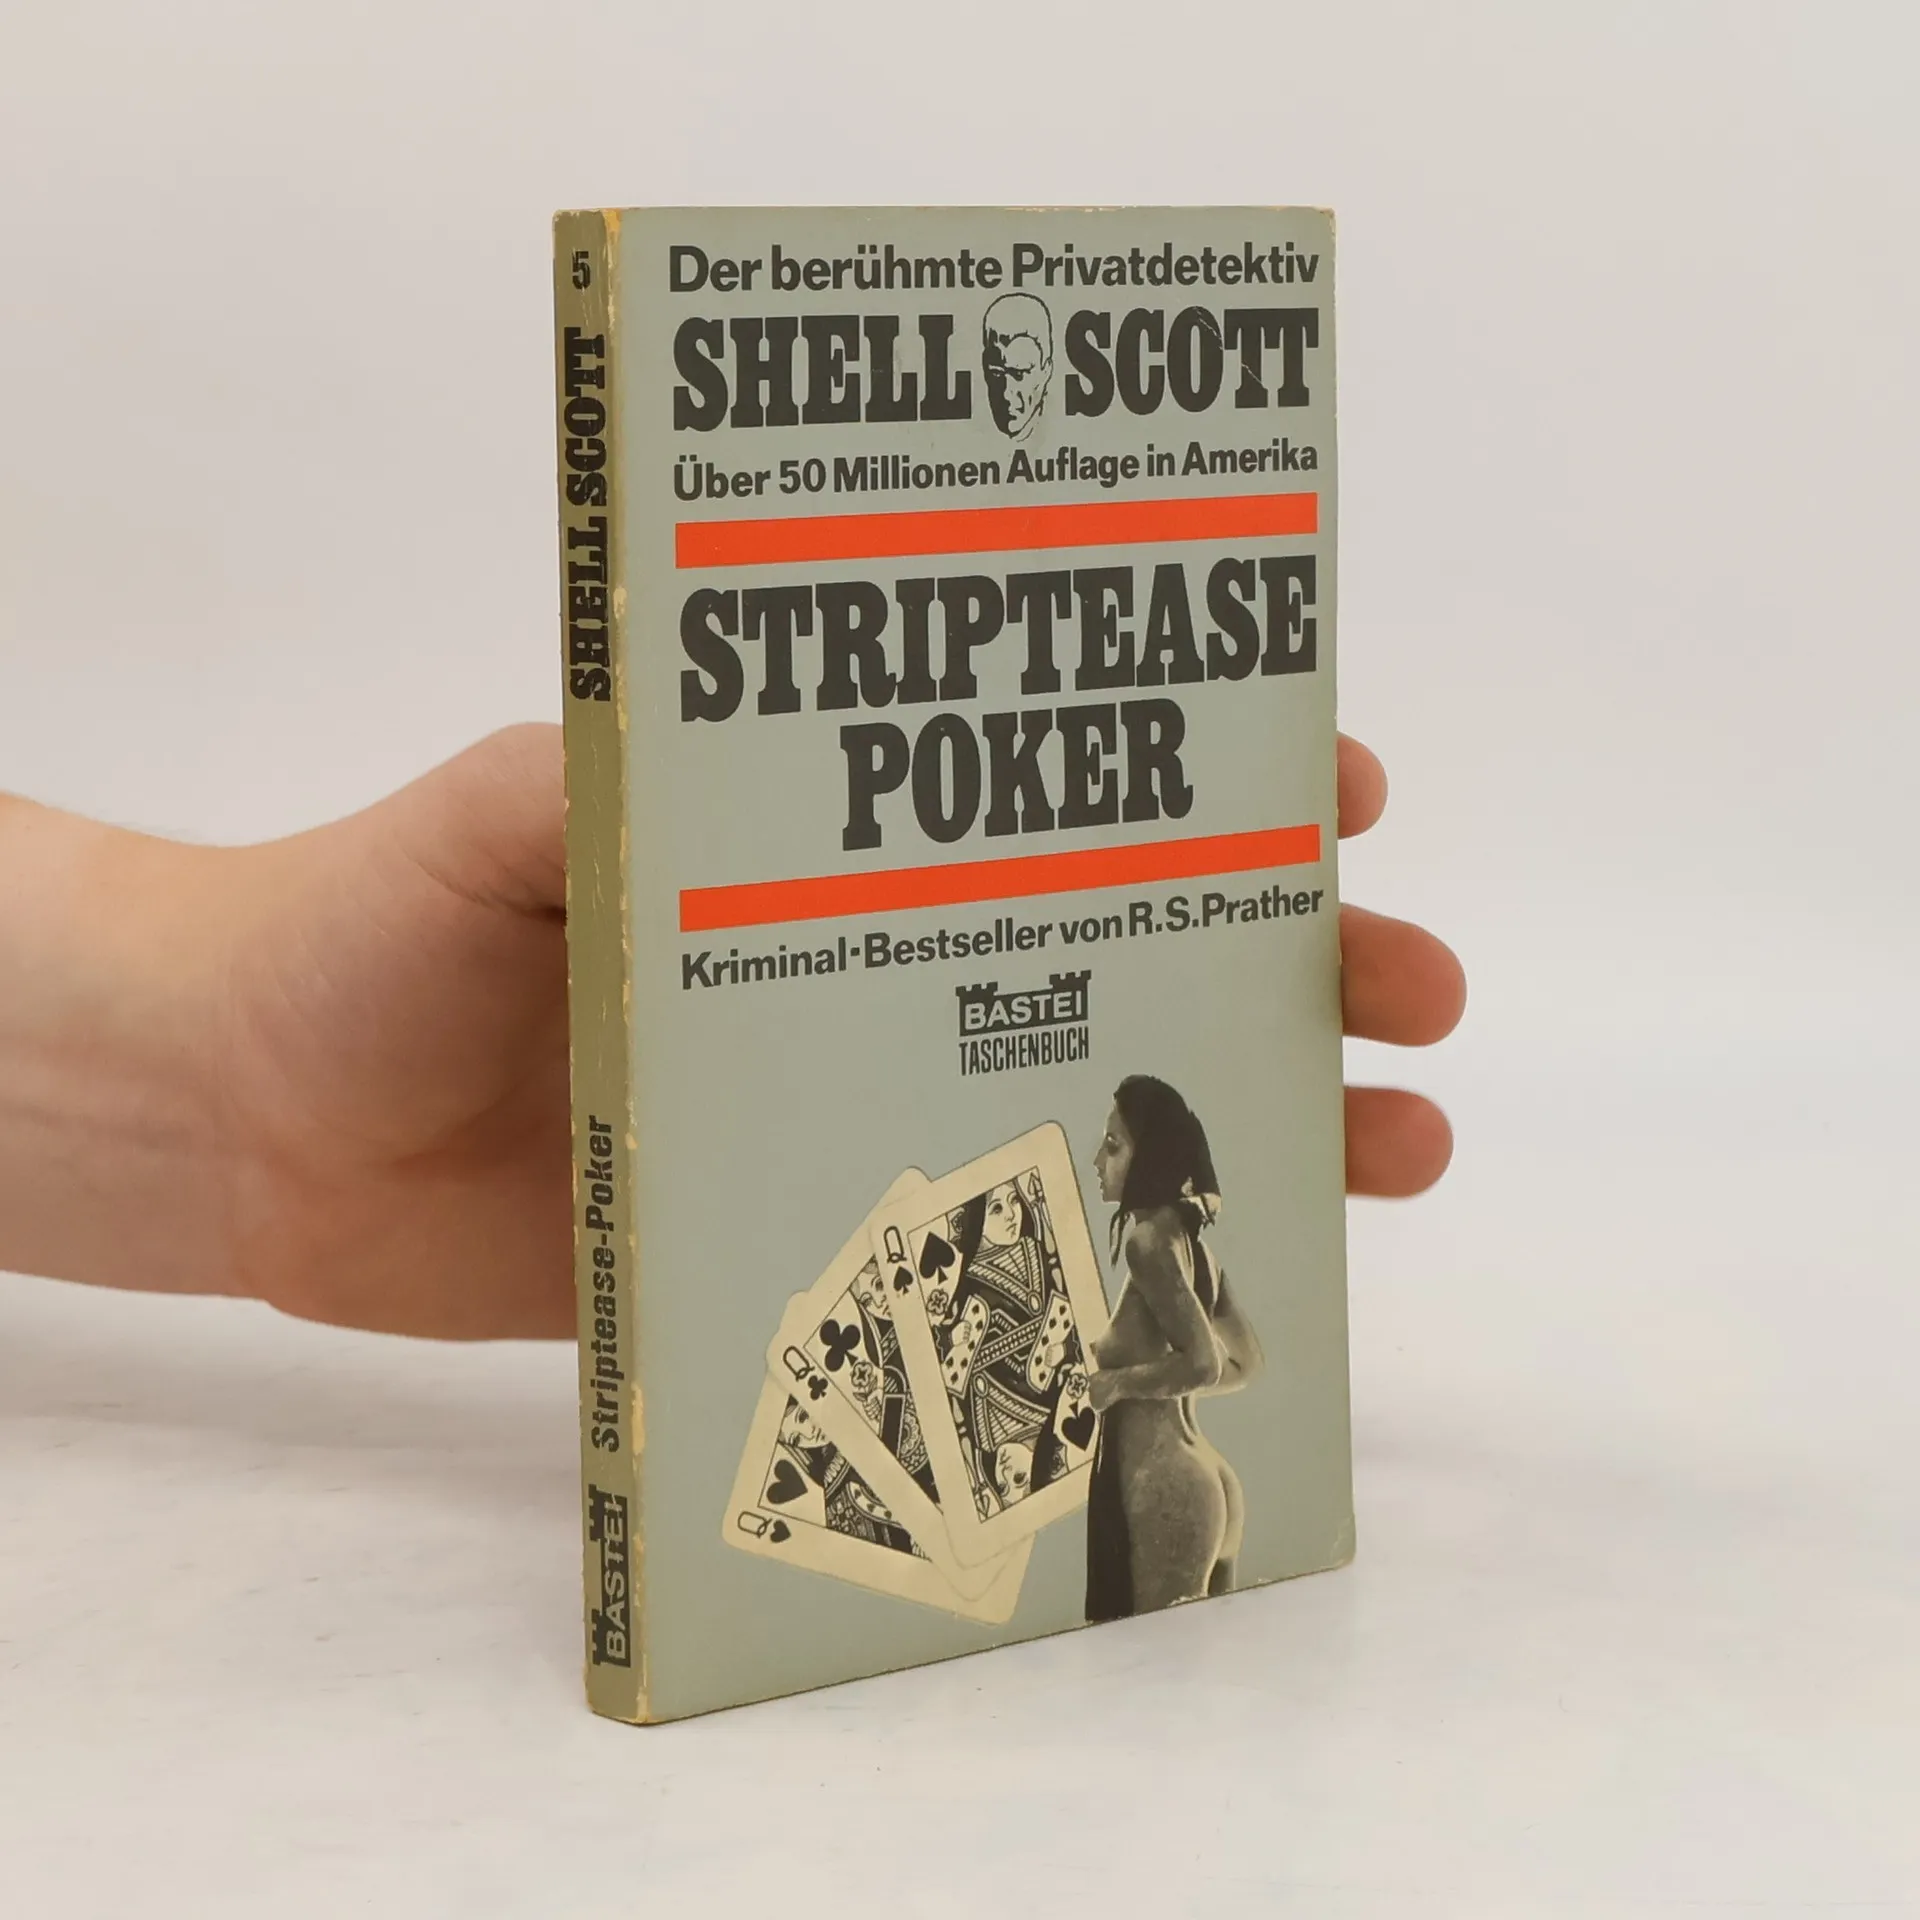 5
SHELL SCOTT
Striptease-Poker
BASTEI
Der berühmte Privatdetektiv
SHELL SCOTT
Über 50 Millionen Auflage in Amerika
STRIPTEASE
POKER
Kriminal-Bestseller von R.S.Prather
BASTEI
TASCHENBUCH
Q
Q
Q